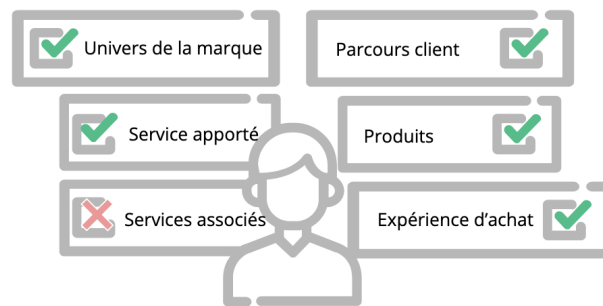 Univers de la marque
Parcours client
Service apporté
Produits
Services associés
Expérience d’achat